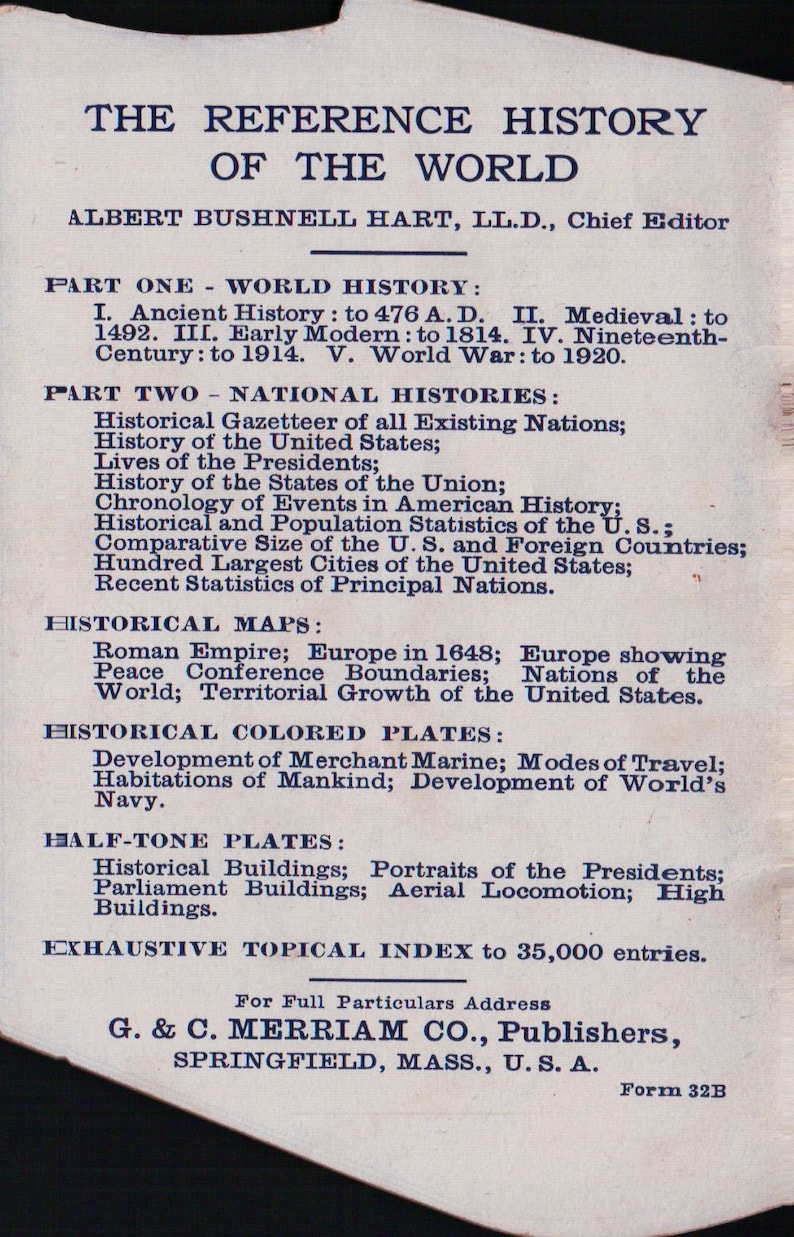 THE REFERENCE HISTORY
OF THE WORLD
ALBERT BUSHNELL HART, LL.D., Chief Editor
PART ONE - WORLD HISTORY:
I. Ancient History : to 476 A. D. II. Medieval : to
1492. III. Early Modern : to 1814. IV. Nineteenth-
Century : to 1914. V. World War : to 1920.
PART TWO - NATIONAL HISTORIES:
Historical Gazetteer of all Existing Nations;
History of the United States;
Lives of the Presidents;
History of the States of the Union;
Chronology of Events in American History;
Historical and Population Statistics of the U. S. ;
Comparative Size of the U. S. and Foreign Countries;
Hundred Largest Cities of the United States;
Recent Statistics of Principal Nations.
HISTORICAL MAPS:
Roman Empire; Europe in 1648; Europe showing
Peace Conference Boundaries; Nations of the
World; Territorial Growth of the United States.
HISTORICAL COLORED PLATES:
Development of Merchant Marine; Modes of Travel;
Habitations of Mankind; Development of World's
Navy.
HALF-TONE PLATES:
Historical Buildings; Portraits of the Presidents;
Parliament Buildings; Aerial Locomotion; High
Buildings.
EXHAUSTIVE TOPICAL INDEX to 35,000 entries.
For Full Particulars Address
G. & C. MERRIAM CO., Publishers,
SPRINGFIELD, MASS., U. S. A.
Form 32B